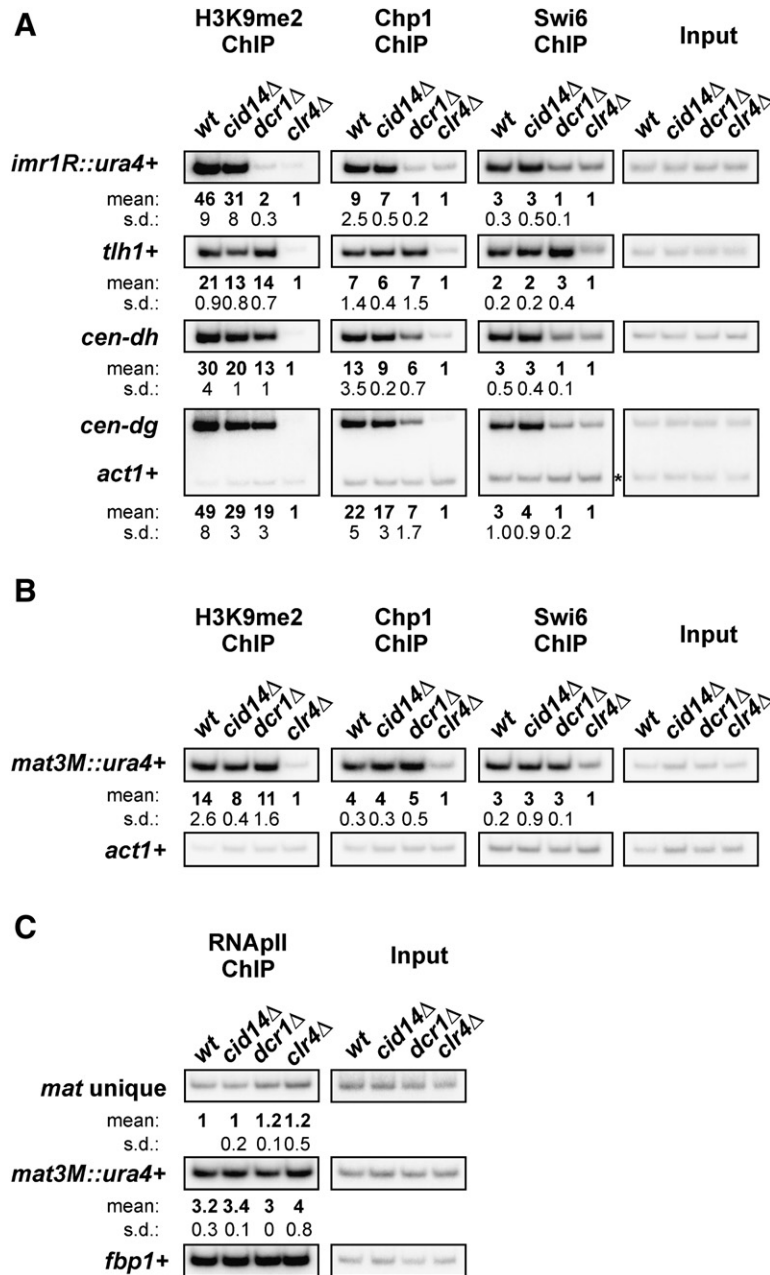 A
H3K9me2 ChIP Chp1 ChIP Swi6 ChIP Input
wt cid14Δ dcr1Δ clr4Δ wt cid14Δ dcr1Δ clr4Δ wt cid14Δ dcr1Δ clr4Δ wt cid14Δ dcr1Δ clr4Δ
imr1R::ura4+
mean: 46 31 2 1 9 7 1 1 3 3 1 1
s.d.: 9 8 0.3 2.5 0.5 0.2 0.3 0.5 0.1
tlh1+
mean: 21 13 14 1 7 6 7 1 2 2 3 1
s.d.: 0.9 0.8 0.7 1.4 0.4 1.5 0.2 0.2 0.4
cen-dh
mean: 30 20 13 1 13 9 6 1 3 3 1 1
s.d.: 4 1 1 3.5 0.2 0.7 0.5 0.4 0.1
cen-dg
act1+ *
mean: 49 29 19 1 22 17 7 1 3 4 1 1
s.d.: 8 3 3 5 3 1.7 1.0 0.9 0.2
B
H3K9me2 ChIP Chp1 ChIP Swi6 ChIP Input
wt cid14Δ dcr1Δ clr4Δ wt cid14Δ dcr1Δ clr4Δ wt cid14Δ dcr1Δ clr4Δ wt cid14Δ dcr1Δ clr4Δ
mat3M::ura4+
mean: 14 8 11 1 4 4 5 1 3 3 3 1
s.d.: 2.6 0.4 1.6 0.3 0.3 0.5 0.2 0.9 0.1
act1+
C
RNApII ChIP Input
wt cid14Δ dcr1Δ clr4Δ wt cid14Δ dcr1Δ clr4Δ
mat unique
mean: 1 1 1.2 1.2
s.d.: 0.2 0.1 0.5
mat3M::ura4+
mean: 3.2 3.4 3 4
s.d.: 0.3 0.1 0 0.8
fbp1+